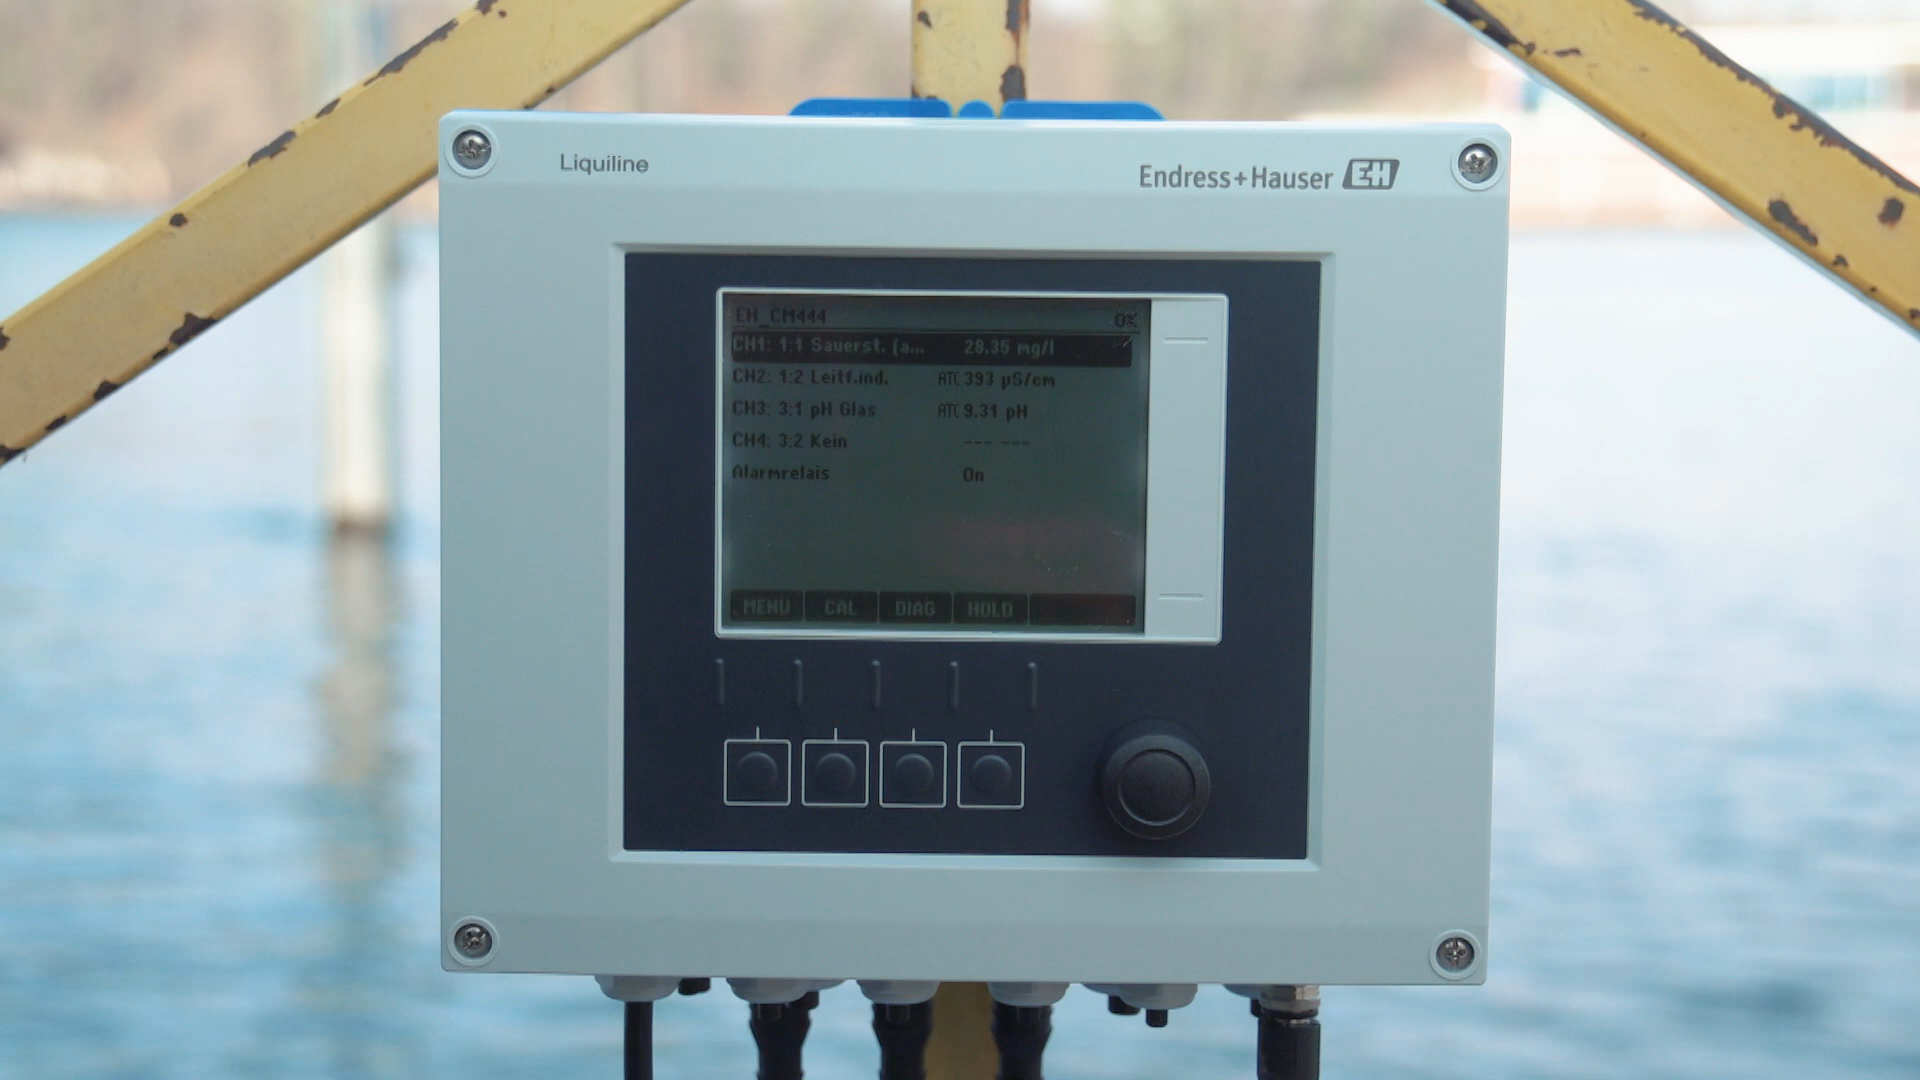 Liquiline
Endress+Hauser EH
EH_CM444 OK
CH1: 1:1 Sauerst. (a... 28.35 mg/l
CH2: 1:2 Leitf.ind. ATC 393 µS/cm
CH3: 3:1 pH Glas ATC 9.31 pH
CH4: 3:2 Kein --- ---
Alarmrelais On
MENU CAL DIAG HOLD